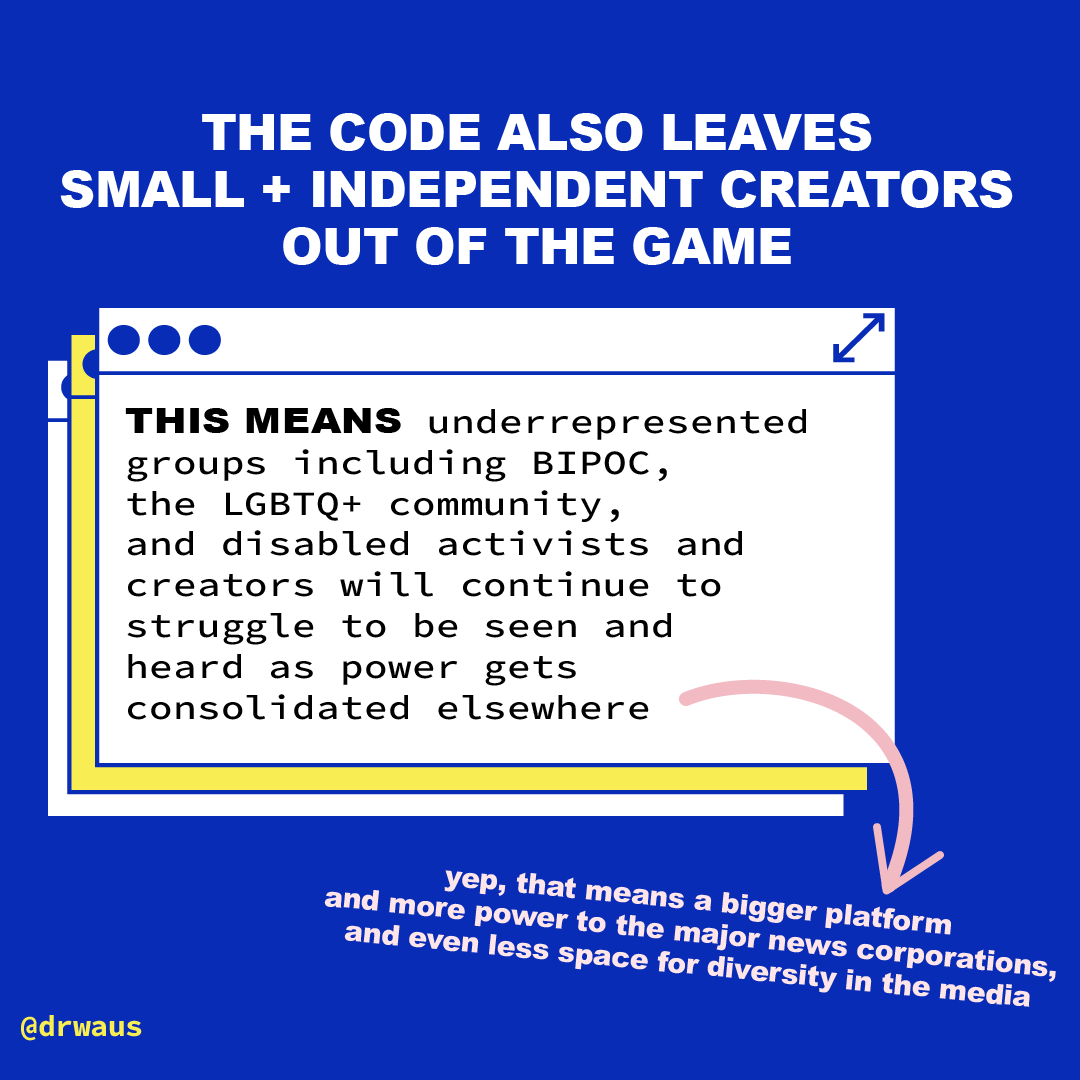 THE CODE ALSO LEAVES
SMALL + INDEPENDENT CREATORS
OUT OF THE GAME
THIS MEANS underrepresented
groups including BIPOC,
the LGBTQ+ community,
and disabled activists and
creators will continue to
struggle to be seen and
heard as power gets
consolidated elsewhere
yep, that means a bigger platform
and more power to the major news corporations,
and even less space for diversity in the media
@drwaus